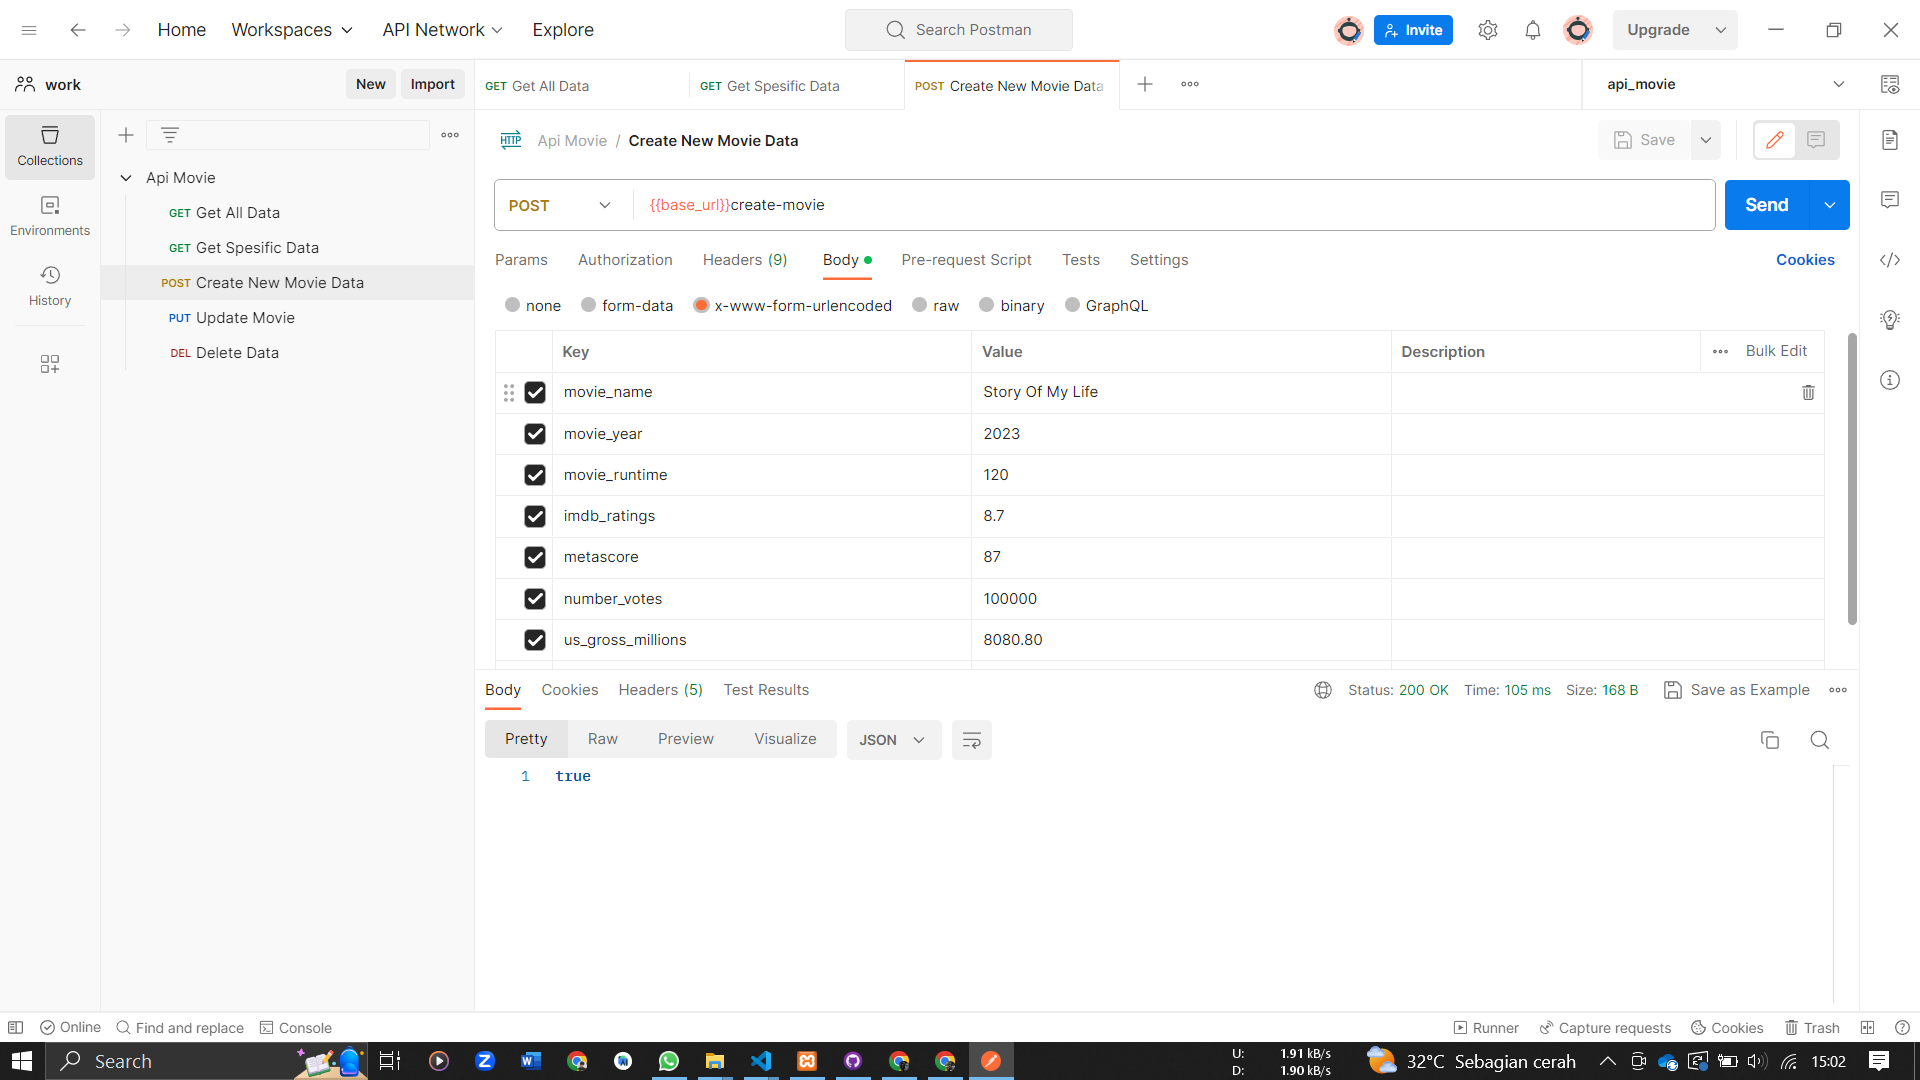 Home Workspaces API Network Explore Search Postman Invite Upgrade
work New Import GET Get All Data GET Get Spesific Data POST Create New Movie Data api_movie
Collections
Environments
History
Api Movie
GET Get All Data
GET Get Spesific Data
POST Create New Movie Data
PUT Update Movie
DEL Delete Data
HTTP Api Movie / Create New Movie Data Save
POST {{base_url}}create-movie Send
Params Authorization Headers (9) Body Pre-request Script Tests Settings Cookies
none form-data x-www-form-urlencoded raw binary GraphQL
Key Value Description Bulk Edit
movie_name Story Of My Life
movie_year 2023
movie_runtime 120
imdb_ratings 8.7
metascore 87
number_votes 100000
us_gross_millions 8080.80
Body Cookies Headers (5) Test Results Status: 200 OK Time: 105 ms Size: 168 B Save as Example
Pretty Raw Preview Visualize JSON
1 true
Online Find and replace Console Runner Capture requests Cookies Trash
Search U: 1.91 kB/s 32°C Sebagian cerah 15:02
D: 1.90 kB/s